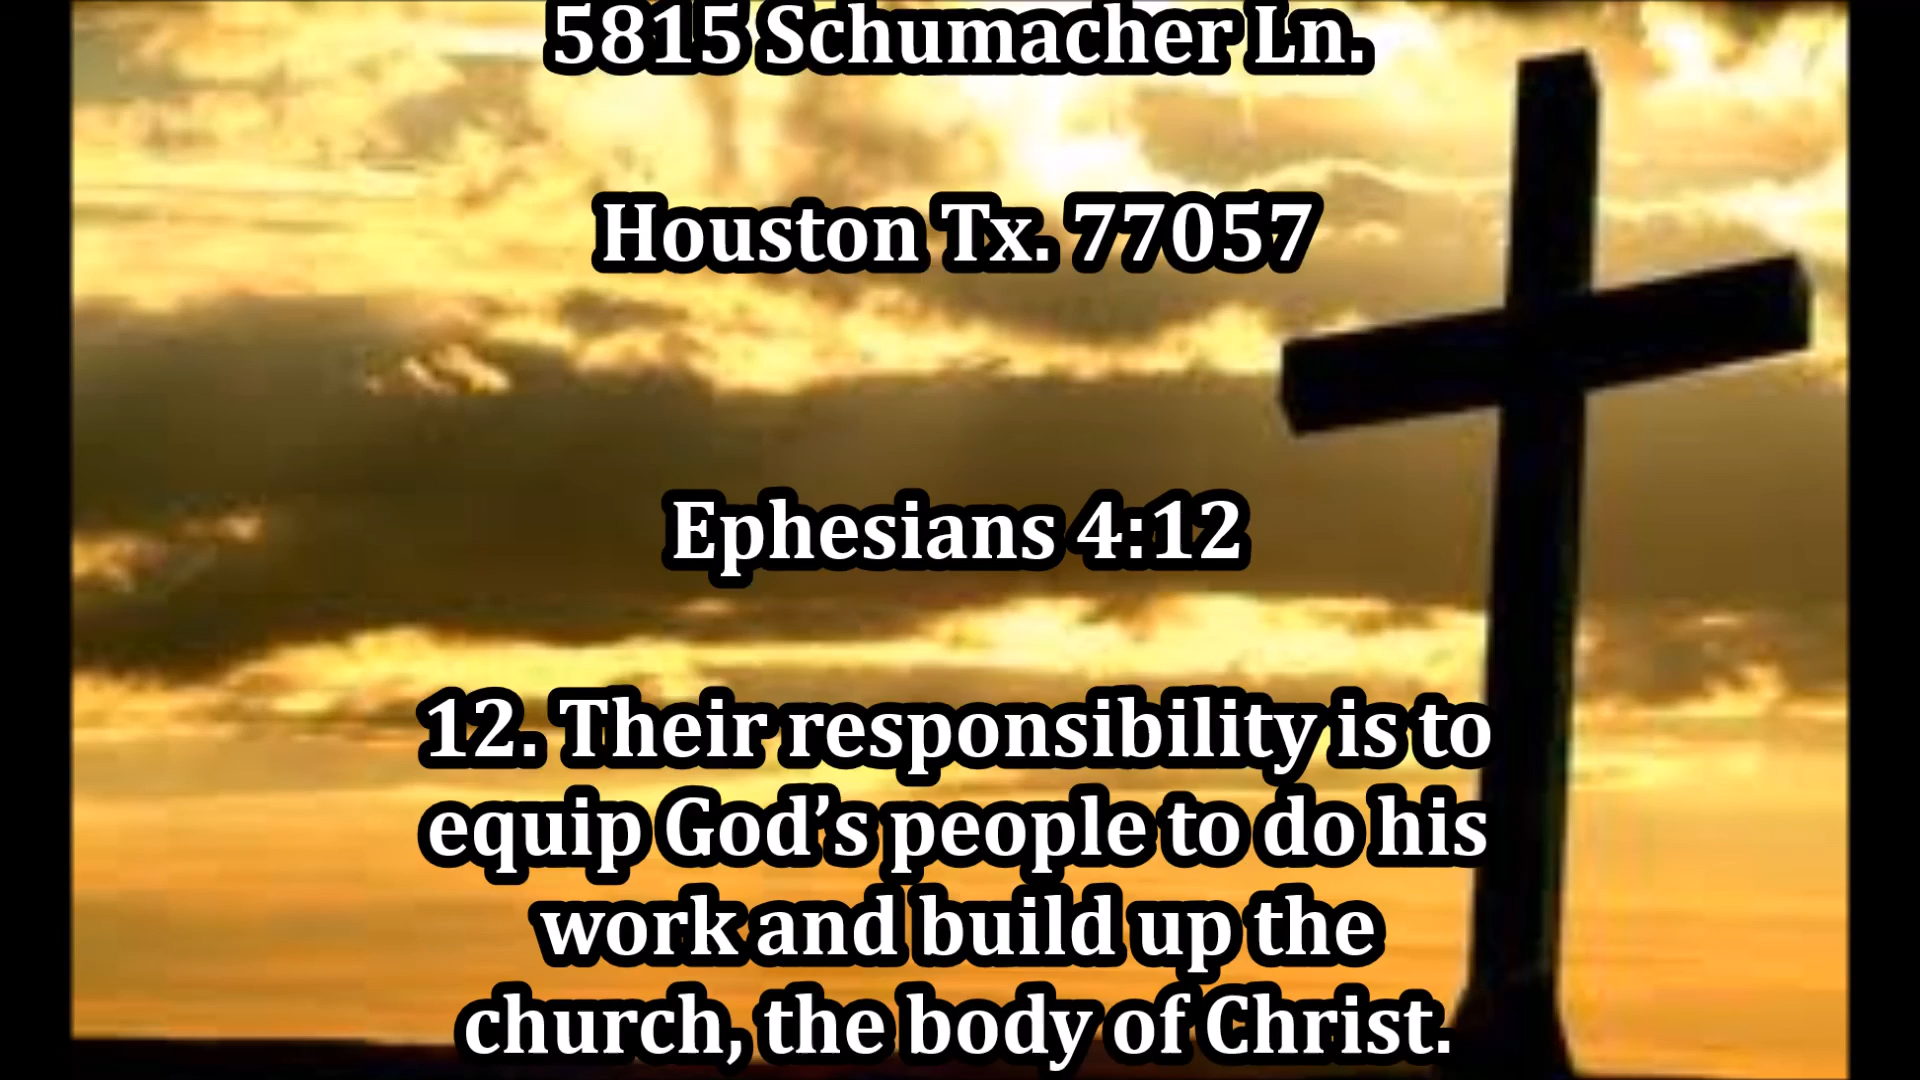 5815 Schumacher Ln.
Houston Tx. 77057
Ephesians 4:12
12. Their responsibility is to
equip God’s people to do his
work and build up the
church, the body of Christ.